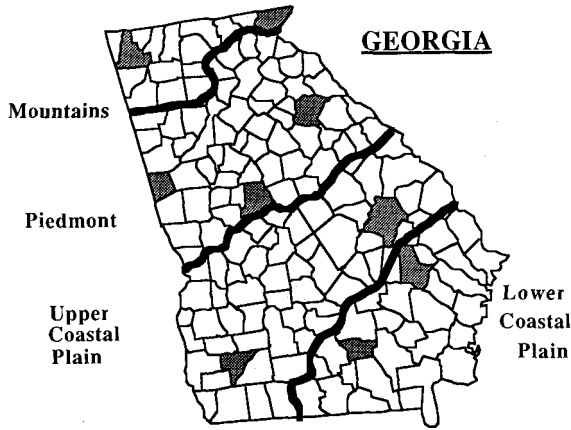 GEORGIA
Mountains
Piedmont
Upper
Coastal
Plain
Lower
Coastal
Plain